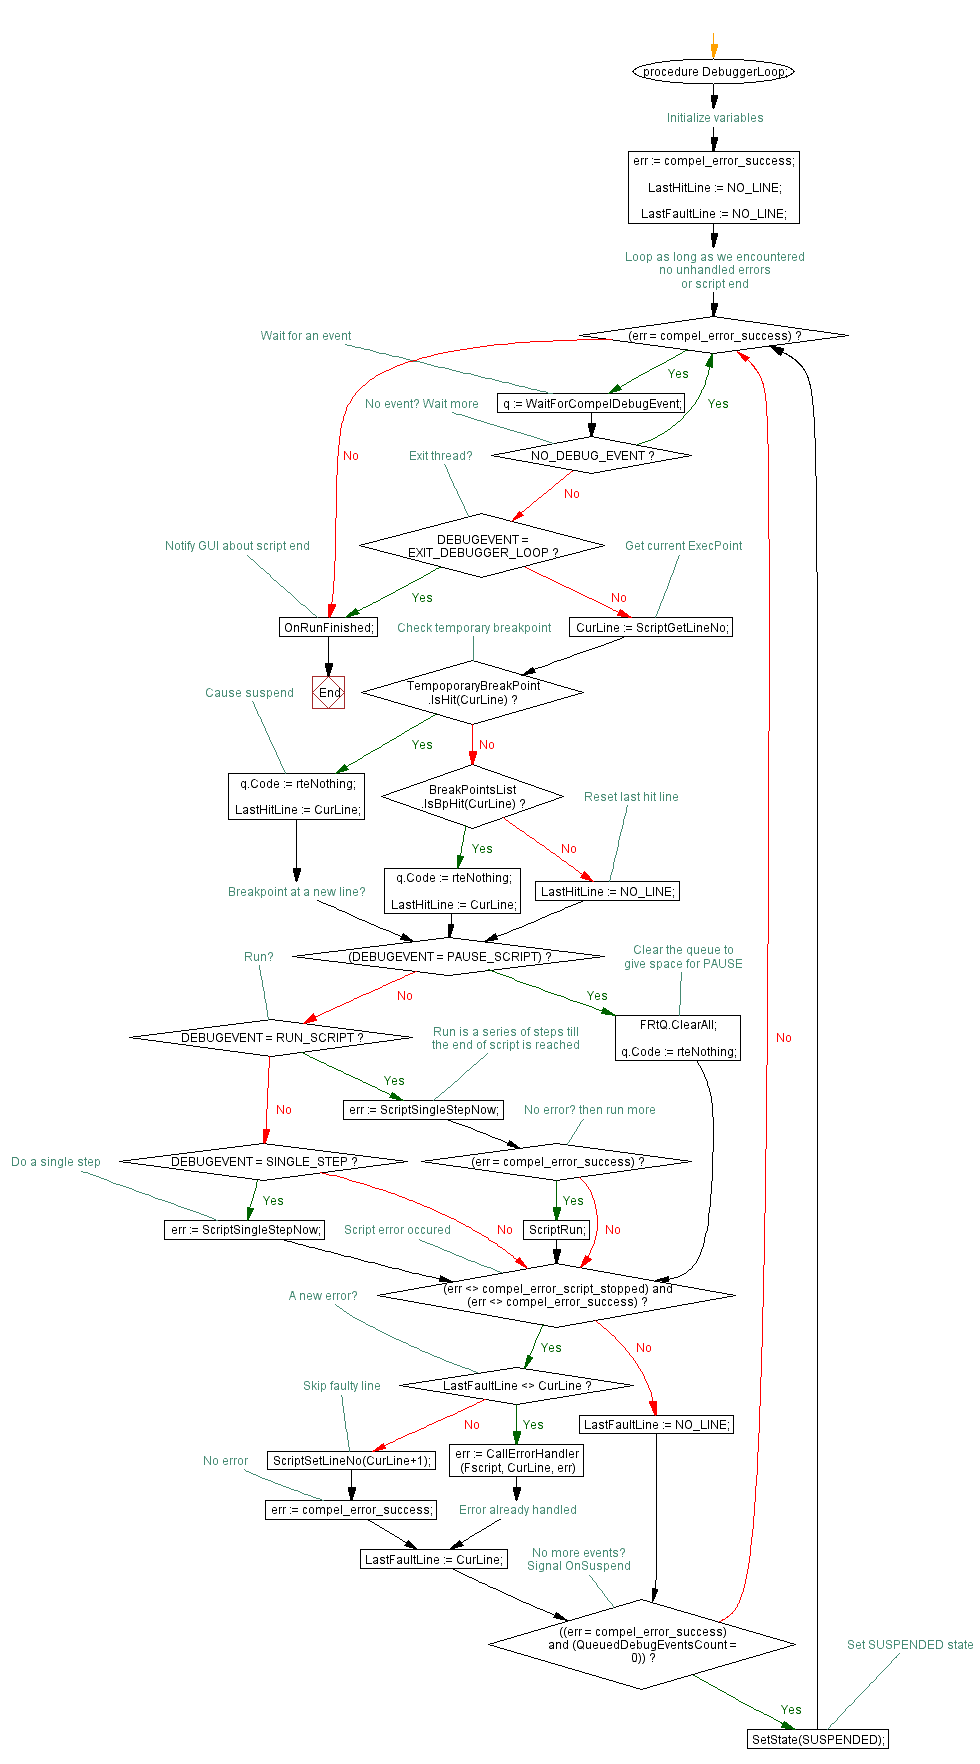 procedure DebuggerLoop;
Initialize variables
err := compel_error_success;
LastHitLine := NO_LINE;
LastFaultLine := NO_LINE;
Loop as long as we encountered
no unhandled errors
or script end
(err = compel_error_success) ?
Wait for an event
Yes
q := WaitForCompelDebugEvent;
No event? Wait more
Yes
NO_DEBUG_EVENT ?
Exit thread?
No
No
DEBUGEVENT =
EXIT_DEBUGGER_LOOP ?
Notify GUI about script end
Get current ExecPoint
Yes
No
OnRunFinished;
Check temporary breakpoint
CurLine := ScriptGetLineNo;
Cause suspend
End
TempoporaryBreakPoint
.IsHit(CurLine) ?
Yes
No
q.Code := rteNothing;
LastHitLine := CurLine;
BreakPointsList
.IsBpHit(CurLine) ?
Reset last hit line
Yes
No
Breakpoint at a new line?
q.Code := rteNothing;
LastHitLine := CurLine;
LastHitLine := NO_LINE;
Run?
(DEBUGEVENT = PAUSE_SCRIPT) ?
Clear the queue to
give space for PAUSE
No
Yes
DEBUGEVENT = RUN_SCRIPT ?
Run is a series of steps till
the end of script is reached
FRtQ.ClearAll;
q.Code := rteNothing;
No
Yes
No
err := ScriptSingleStepNow;
No error? then run more
Do a single step
DEBUGEVENT = SINGLE_STEP ?
(err = compel_error_success) ?
Yes
Yes
err := ScriptSingleStepNow;
Script error occured
No
ScriptRun;
No
A new error?
(err <> compel_error_script_stopped) and
(err <> compel_error_success) ?
Yes
No
Skip faulty line
LastFaultLine <> CurLine ?
No
Yes
LastFaultLine := NO_LINE;
No error
ScriptSetLineNo(CurLine+1);
err := CallErrorHandler
(Fscript, CurLine, err)
err := compel_error_success;
Error already handled
LastFaultLine := CurLine;
No more events?
Signal OnSuspend
((err = compel_error_success)
and (QueuedDebugEventsCount =
0)) ?
Set SUSPENDED state
Yes
SetState(SUSPENDED);